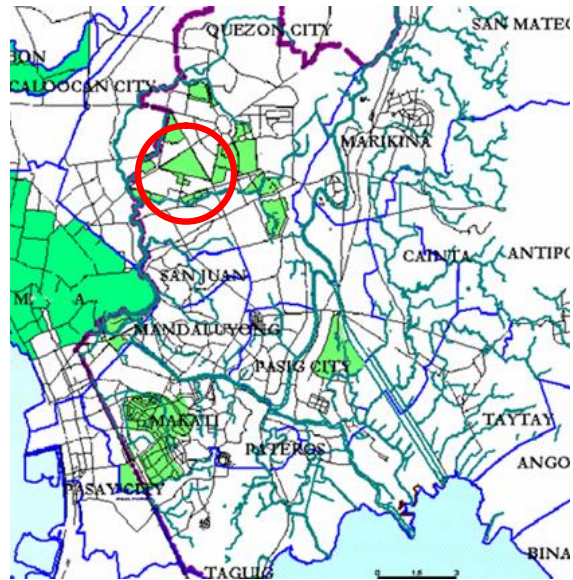 QUEZON CITY
SAN MATEO
BON
CALOOCAN CITY
MARIKINA
CAINTA
ANTIPO
SAN JUAN
M A
MANDALUYONG
PASIG CITY
MAKATI
TAYTAY
PATEROS
ANGO
PASAY CITY
TAGUIG
BINA